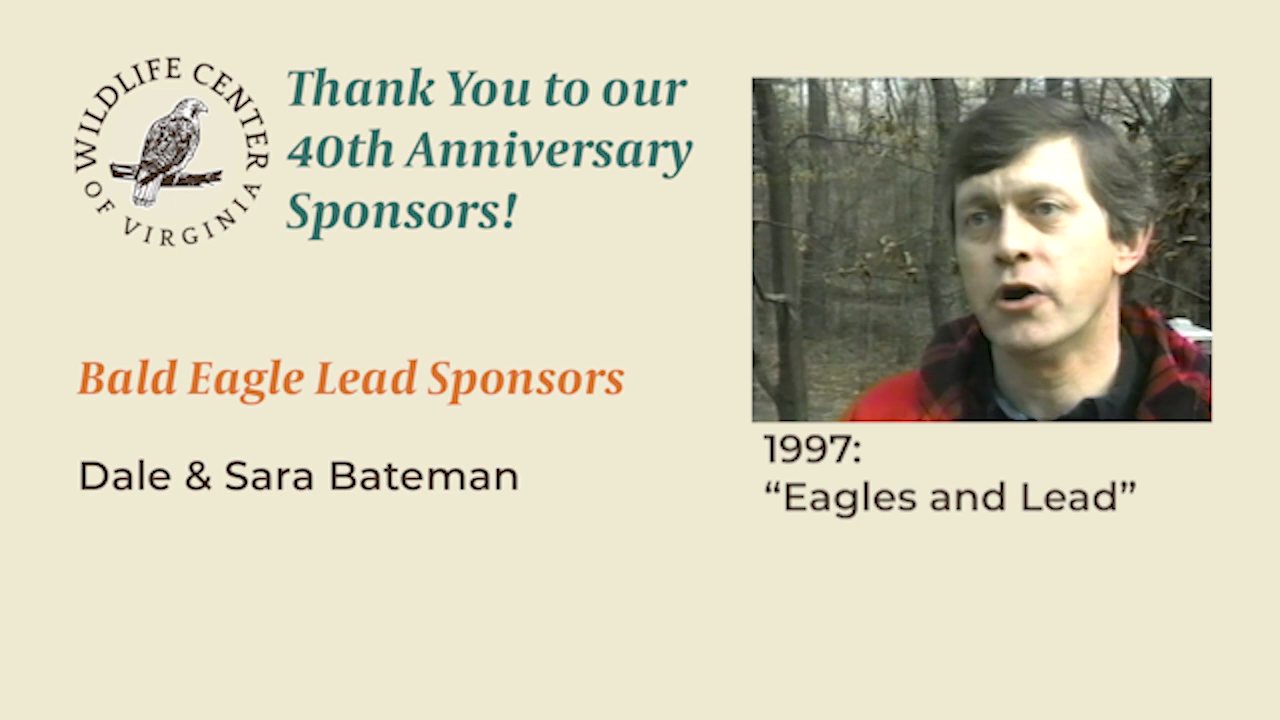 WILDLIFE CENTER
OF VIRGINIA
Thank You to our
40th Anniversary
Sponsors!
Bald Eagle Lead Sponsors
Dale & Sara Bateman
1997:
“Eagles and Lead”